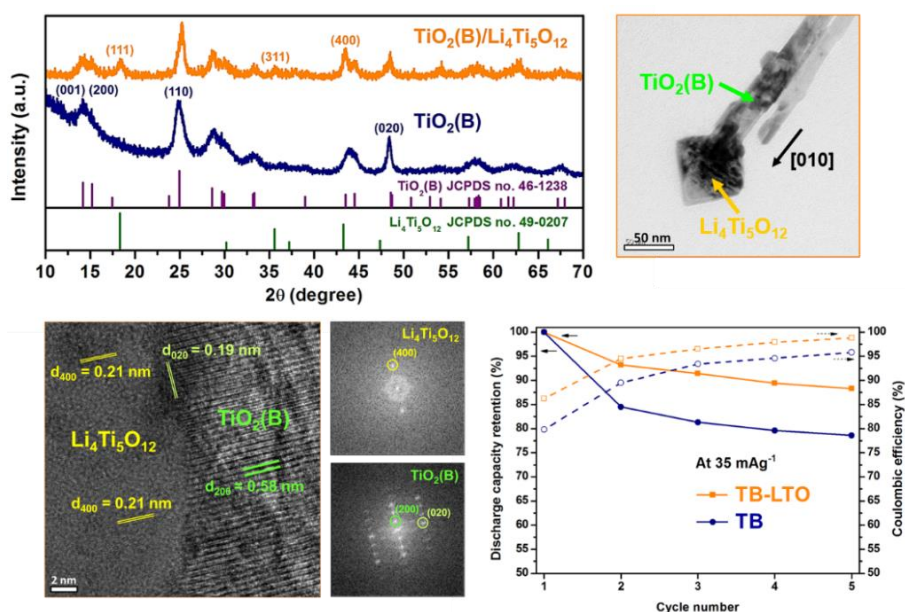 TiO₂(B)/Li₄Ti₅O₁₂
(111)
(311)
(400)
(001) (200)
(110)
TiO₂(B)
(020)
TiO₂(B) JCPDS no. 46-1238
Li₄Ti₅O₁₂ JCPDS no. 49-0207
Intensity (a.u.)
10 15 20 25 30 35 40 45 50 55 60 65 70
2θ (degree)
TiO₂(B)
[010]
Li₄Ti₅O₁₂
50 nm
d₀₂₀ = 0.19 nm
d₄₀₀ = 0.21 nm
TiO₂(B)
Li₄Ti₅O₁₂
d₂₀₀ = 0.58 nm
d₄₀₀ = 0.21 nm
2 nm
Li₄Ti₅O₁₂
(400)
TiO₂(B)
(200)
(020)
Discharge capacity retention (%)
100
95
90
85
80
75
70
65
60
55
50
At 35 mAg⁻¹
TB-LTO
TB
1 2 3 4 5
Cycle number
100
95
90
85
80
75
70
65
60
55
50
Coulombic efficiency (%)